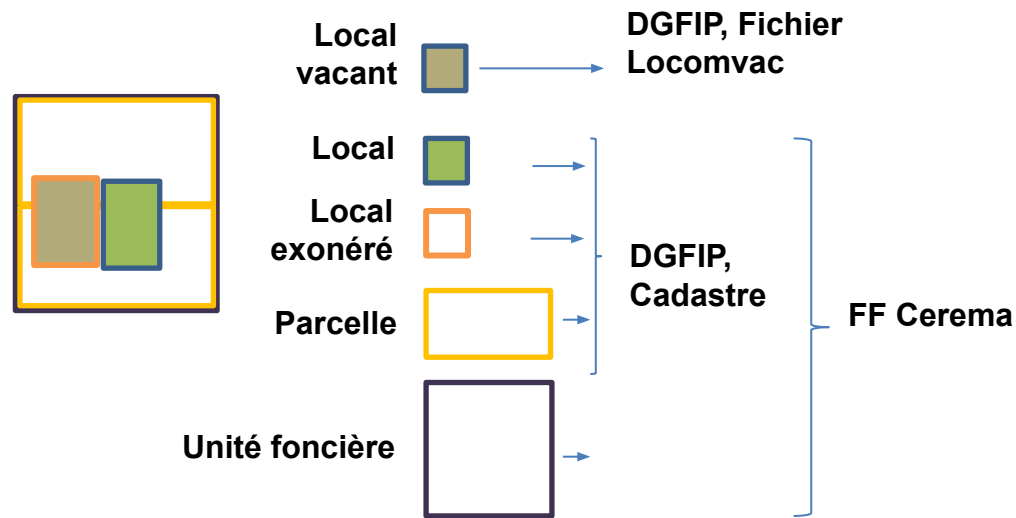 Local
vacant
DGFIP, Fichier
Locomvac
Local
Local
exonéré
Parcelle
DGFIP,
Cadastre
FF Cerema
Unité foncière